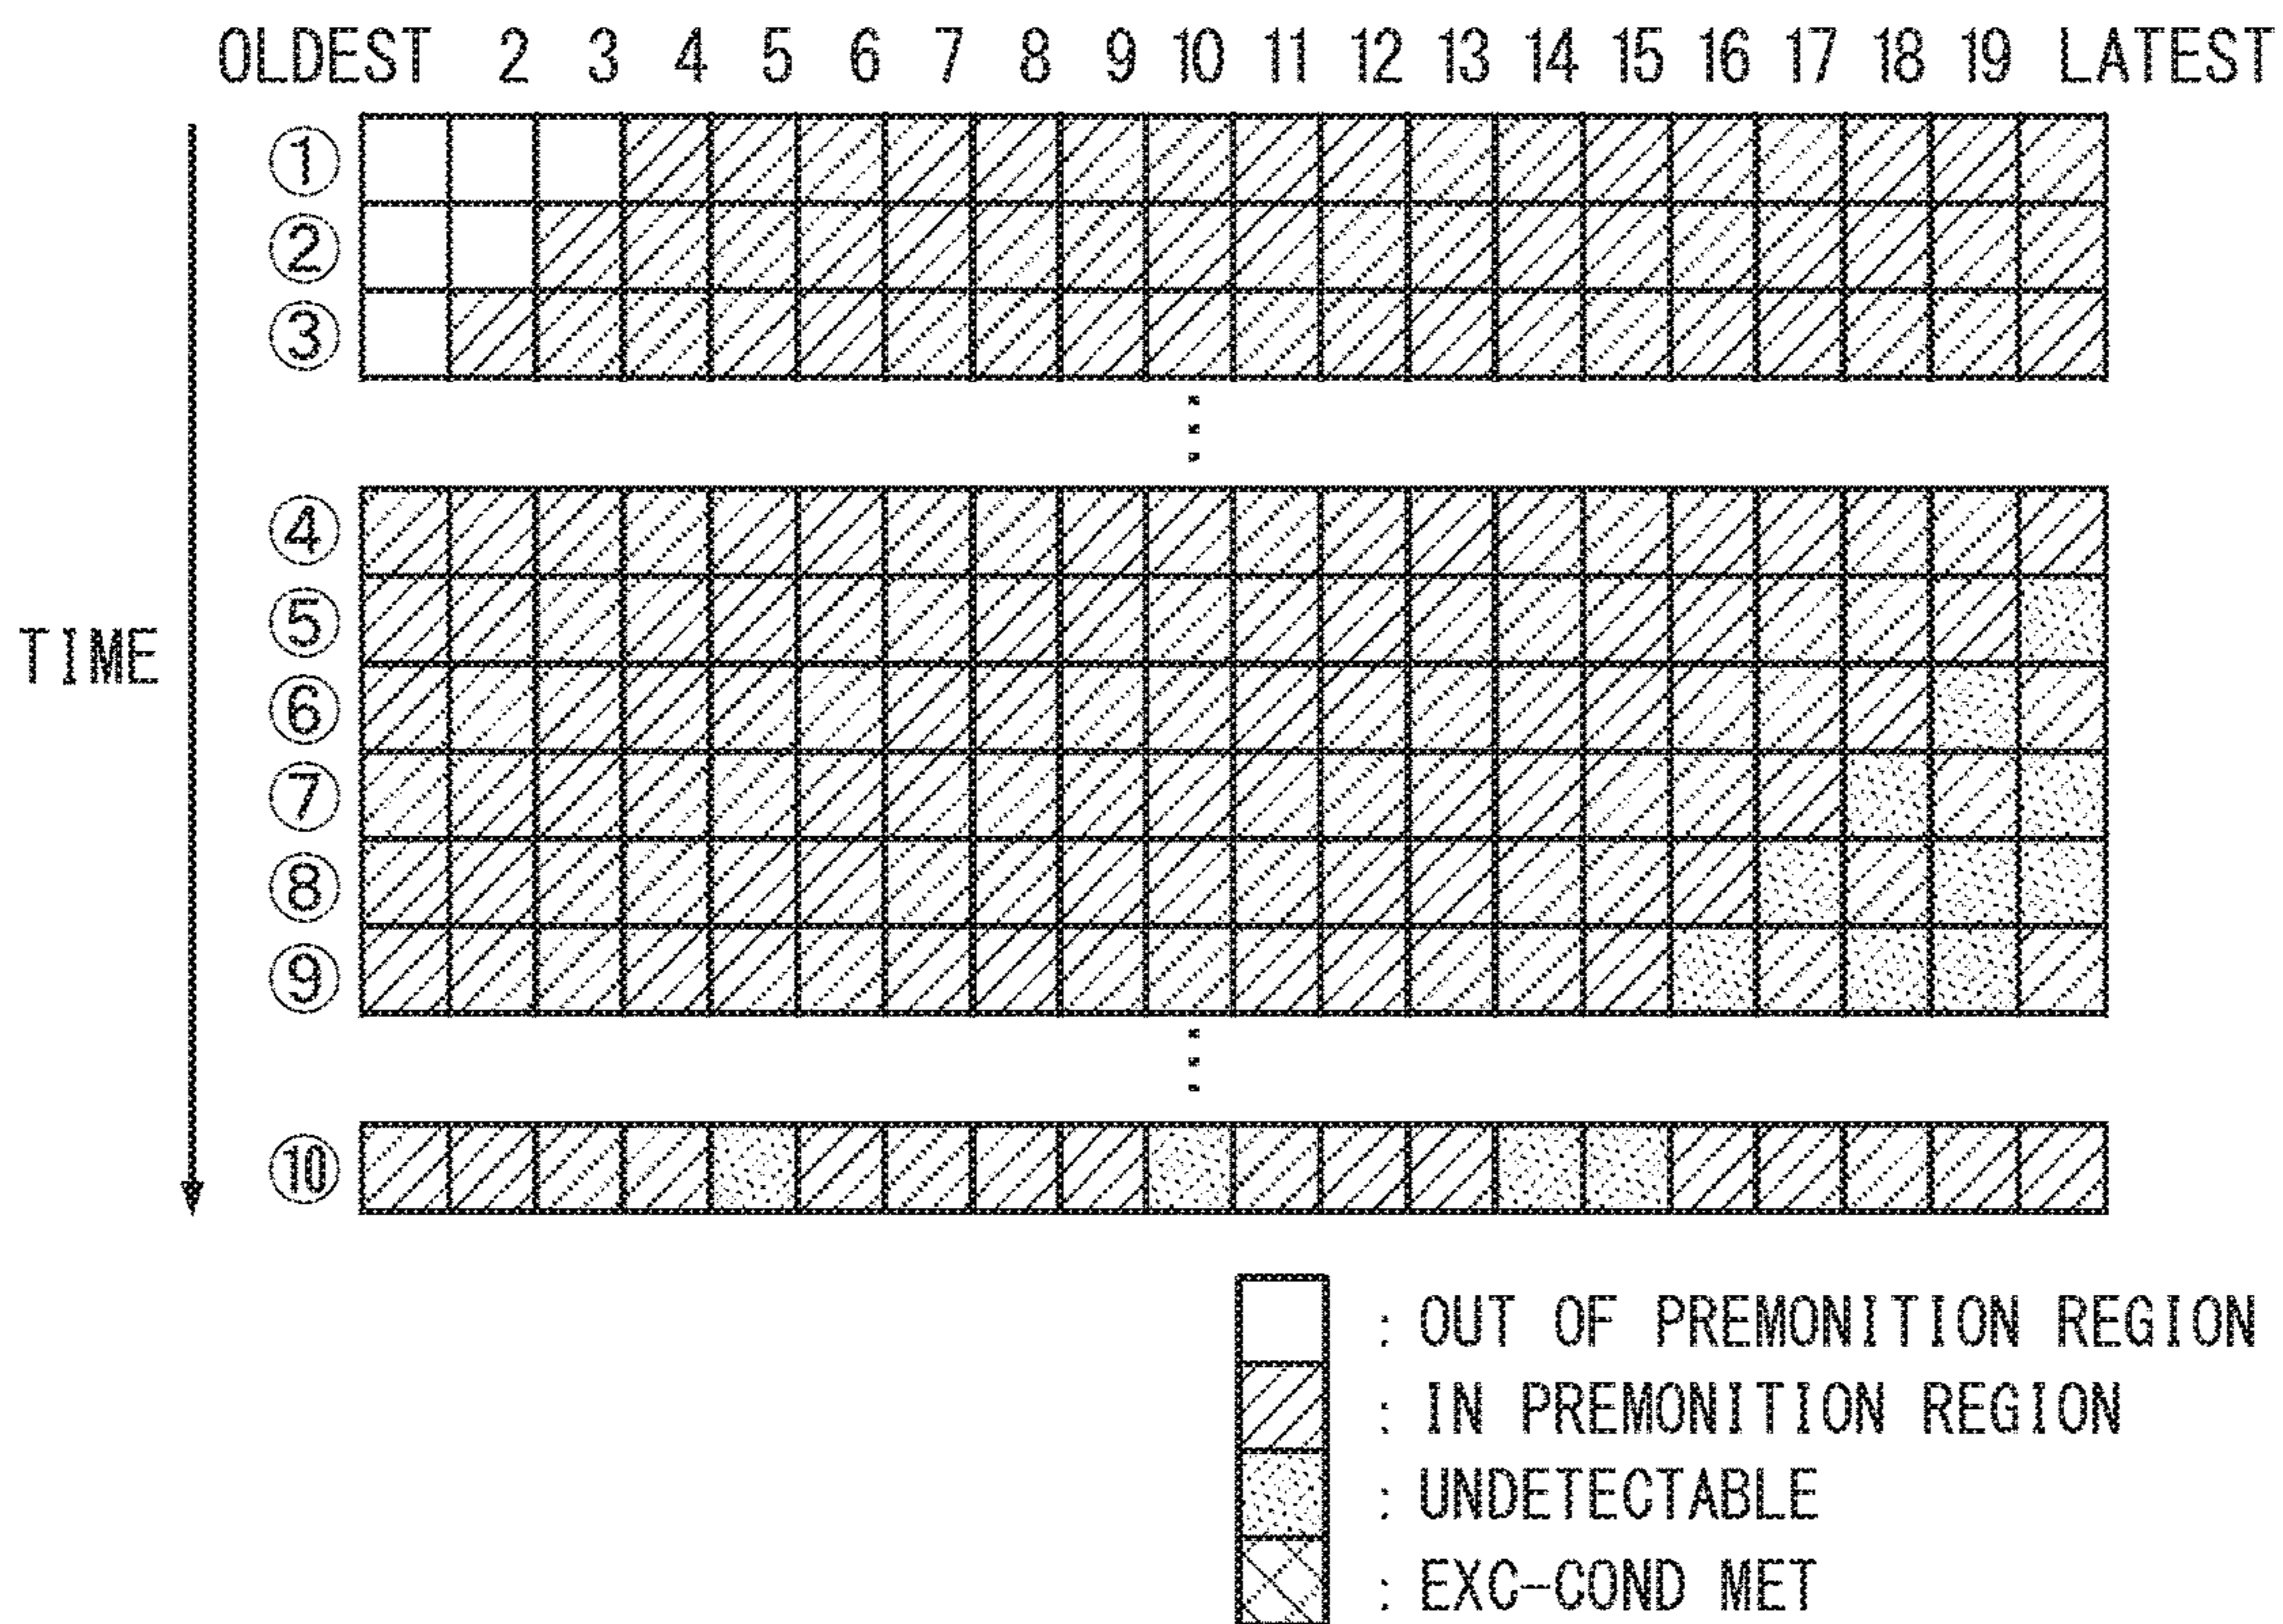 OLDEST 2 3 4 5 6 7 8 9 10 11 12 13 14 15 16 17 18 19 LATEST
①
②
③
④
⑤
TIME
⑥
⑦
⑧
⑨
⑩
: OUT OF PREMONITION REGION
: IN PREMONITION REGION
: UNDETECTABLE
: EXC-COND MET